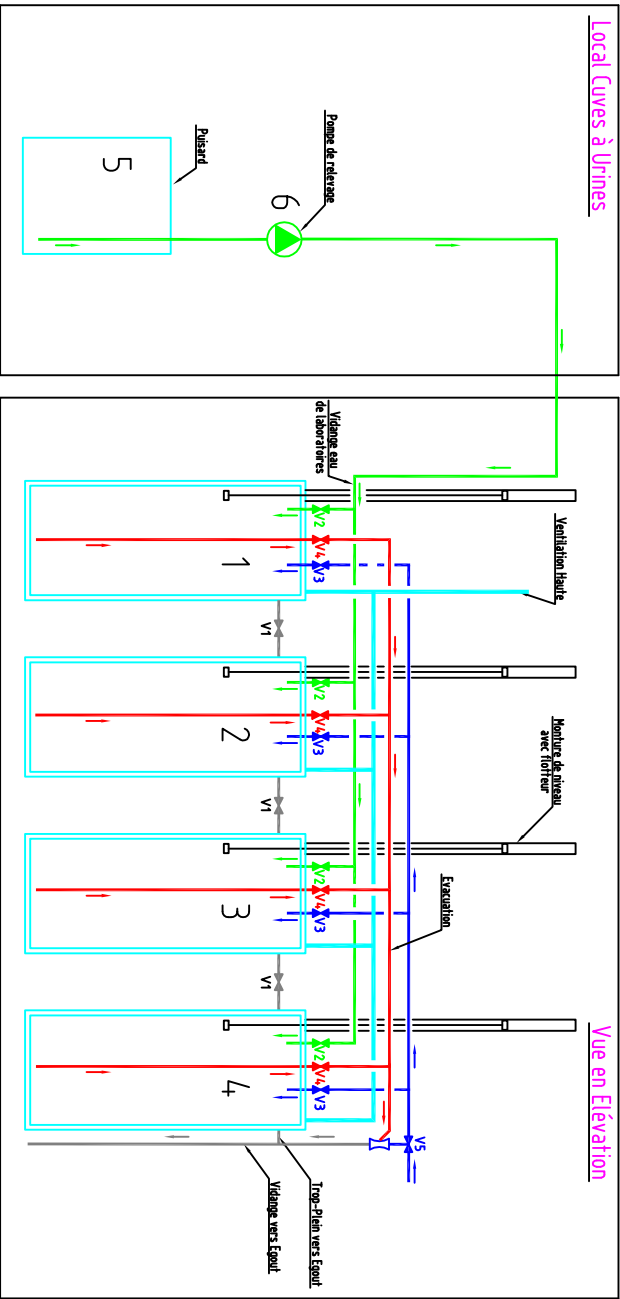 Local Cuves à Urines
Vue en Elévation
Puisard
5
Pompe de relevage
6
Vidange eau
de laboratoires
Ventilation Haute
Monture de niveau
avec flotteur
Evacuation
V5
V2
V4
V3
1
V1
V2
V4
V3
2
V1
V2
V4
V3
3
V1
V2
V4
V3
4
Trop-Plein vers Egout
Vidange vers Egout